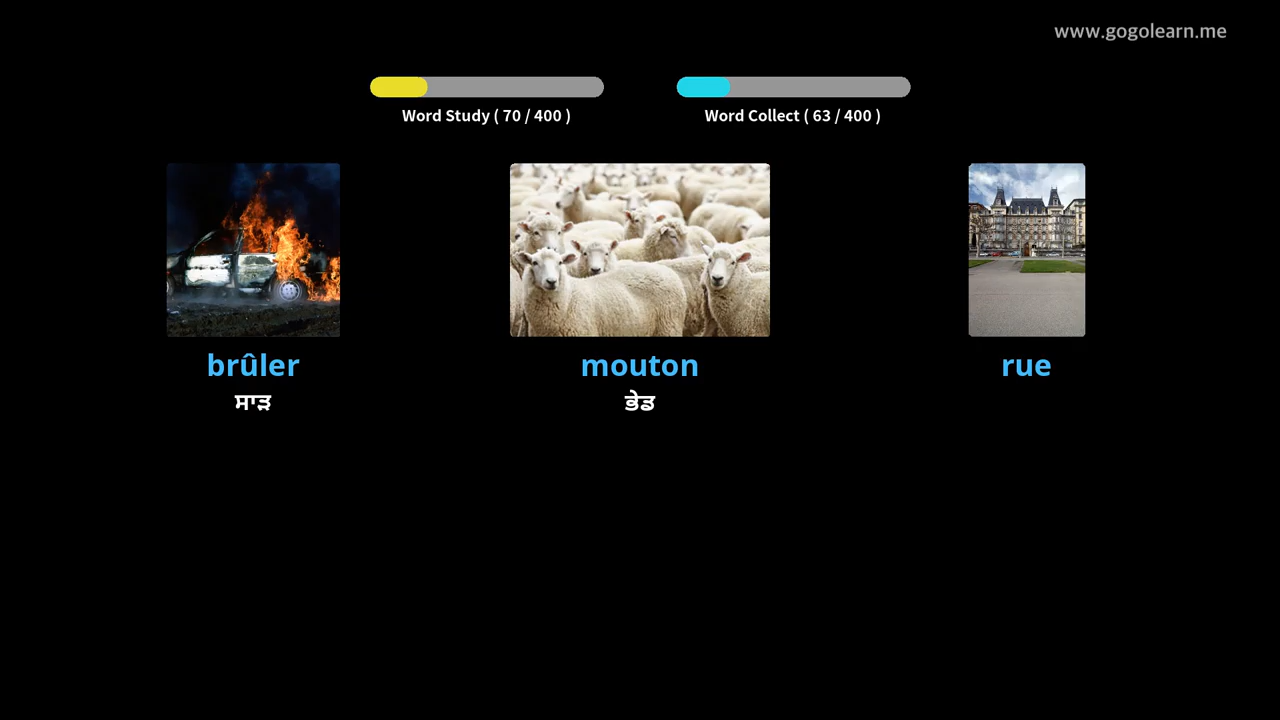 www.gogolearn.me
Word Study ( 70 / 400 )
Word Collect ( 63 / 400 )
brûler
mouton
rue
ਸਾੜ
ਭੇਡ